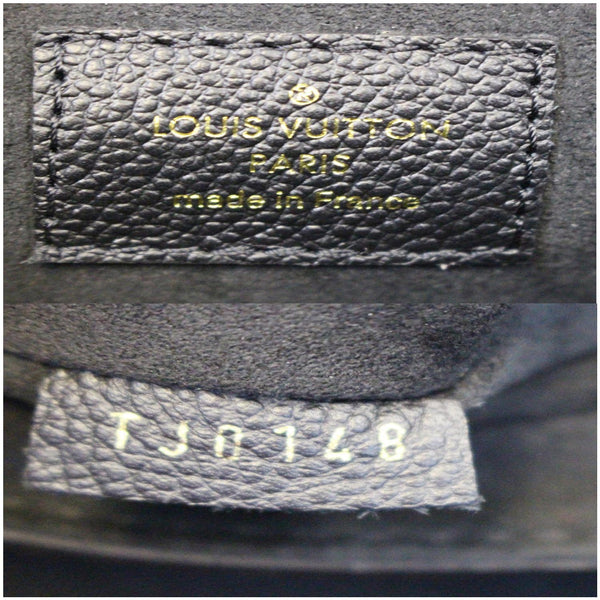 LOUIS VUITTON
PARIS
made in France
TJ0148